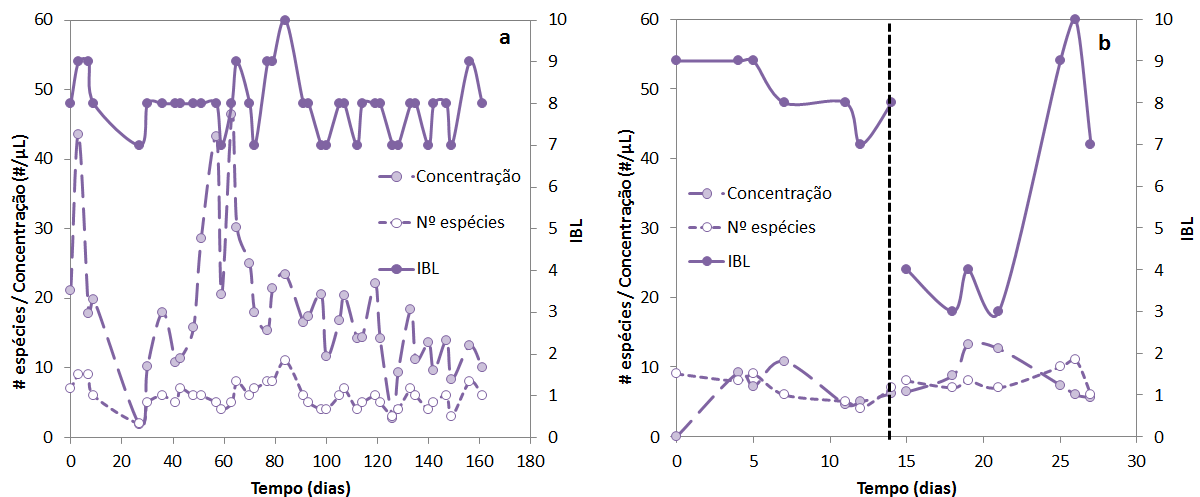 a
# espécies / Concentração (#/µL)
60
50
40
30
20
10
0
10
9
8
7
6
5
4
3
2
1
0
IBL
Concentração
Nº espécies
IBL
0 20 40 60 80 100 120 140 160 180
Tempo (dias)
b
# espécies / Concentração (#/µL)
60
50
40
30
20
10
0
10
9
8
7
6
5
4
3
2
1
0
IBL
Concentração
Nº espécies
IBL
0 5 10 15 20 25 30
Tempo (dias)